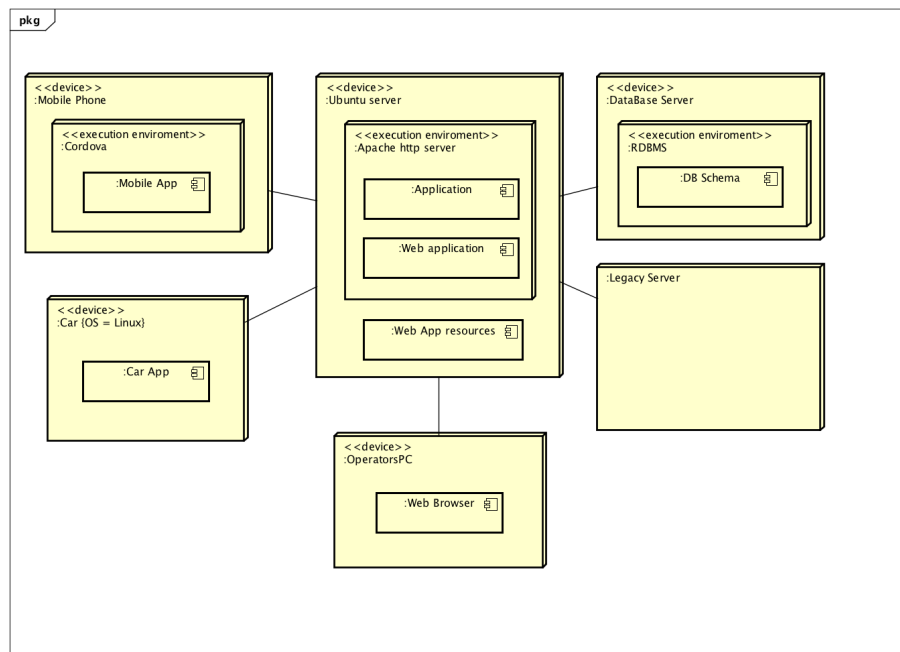 pkg
<<device>>
:Mobile Phone
<<execution enviroment>>
:Cordova
:Mobile App
<<device>>
:Ubuntu server
<<execution enviroment>>
:Apache http server
:Application
:Web application
:Web App resources
<<device>>
:DataBase Server
<<execution enviroment>>
:RDBMS
:DB Schema
:Legacy Server
<<device>>
:Car {OS = Linux}
:Car App
<<device>>
:OperatorsPC
:Web Browser